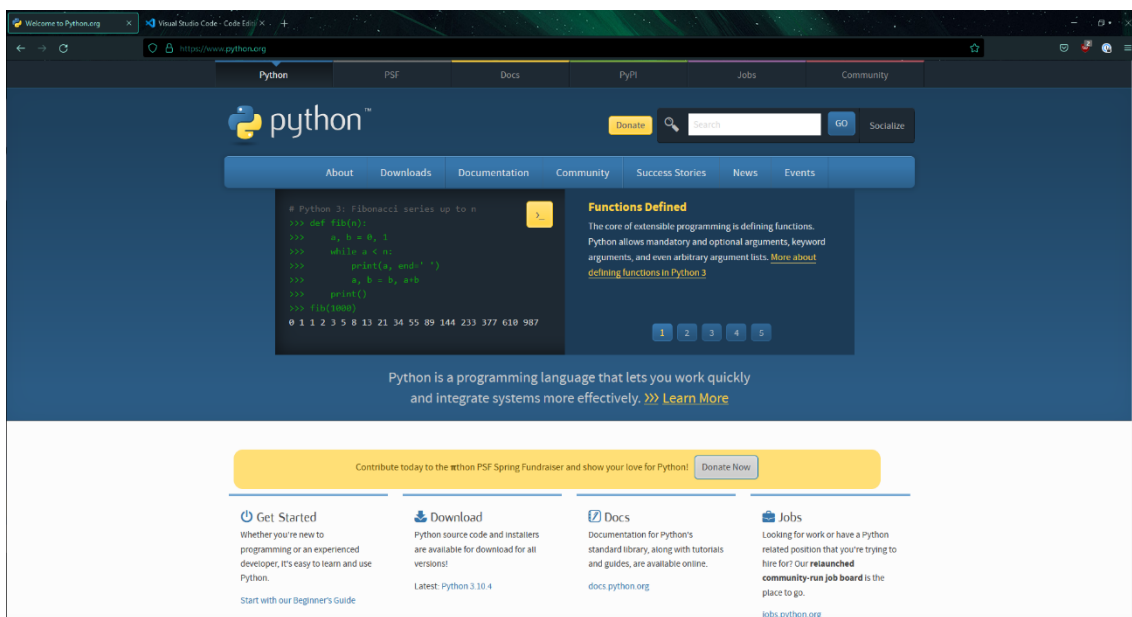 Welcome to Python.org
Visual Studio Code - Code Edit
https://www.python.org
Python PSF Docs PyPI Jobs Community
python™
Donate Search GO Socialize
About Downloads Documentation Community Success Stories News Events
# Python 3: Fibonacci series up to n
>>> def fib(n):
>>> a, b = 0, 1
>>> while a < n:
>>> print(a, end=' ')
>>> a, b = b, a+b
>>> print()
>>> fib(1000)
0 1 1 2 3 5 8 13 21 34 55 89 144 233 377 610 987
>_
Functions Defined
The core of extensible programming is defining functions.
Python allows mandatory and optional arguments, keyword
arguments, and even arbitrary argument lists. More about
defining functions in Python 3
1 2 3 4 5
Python is a programming language that lets you work quickly
and integrate systems more effectively. >>> Learn More
Contribute today to the πthon PSF Spring Fundraiser and show your love for Python! Donate Now
Get Started
Whether you're new to
programming or an experienced
developer, it's easy to learn and use
Python.
Start with our Beginner's Guide
Download
Python source code and installers
are available for download for all
versions!
Latest: Python 3.10.4
Docs
Documentation for Python's
standard library, along with tutorials
and guides, are available online.
docs.python.org
Jobs
Looking for work or have a Python
related position that you're trying to
hire for? Our relaunched
community-run job board is the
place to go.
jobs.python.org